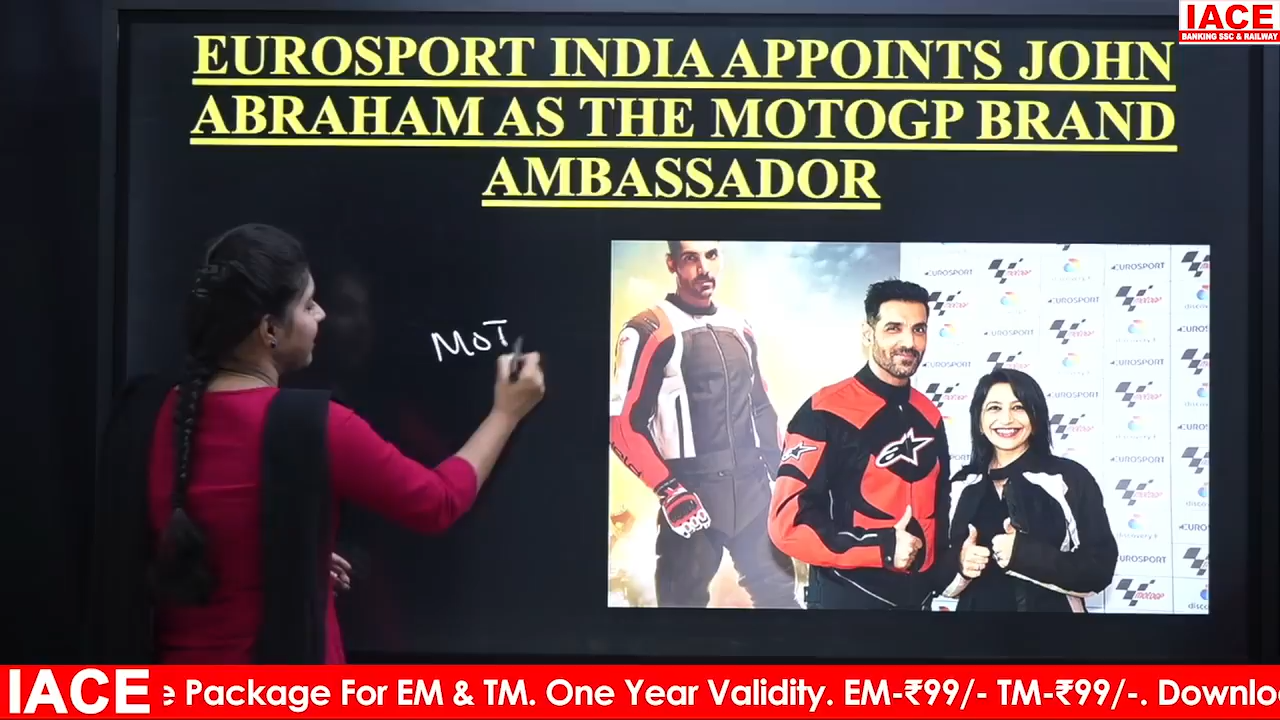 IACE
BANKING SSC & RAILWAY
EUROSPORT INDIA APPOINTS JOHN
ABRAHAM AS THE MOTOGP BRAND
AMBASSADOR
MOT
EUROSPORT
MotoGP
EUROSPORT
discovery+
IACE
e Package For EM & TM. One Year Validity. EM-₹99/- TM-₹99/-. Downlo